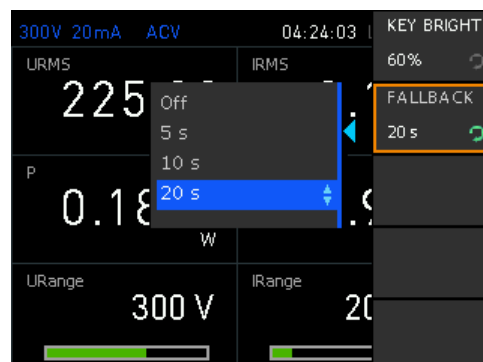 300V 20mA ACV 04:24:03
KEY BRIGHT
60%
FALLBACK
20 s
URMS
225
IRMS
Off
5 s
10 s
20 s
P
0.18
W
URange
300 V
IRange
20